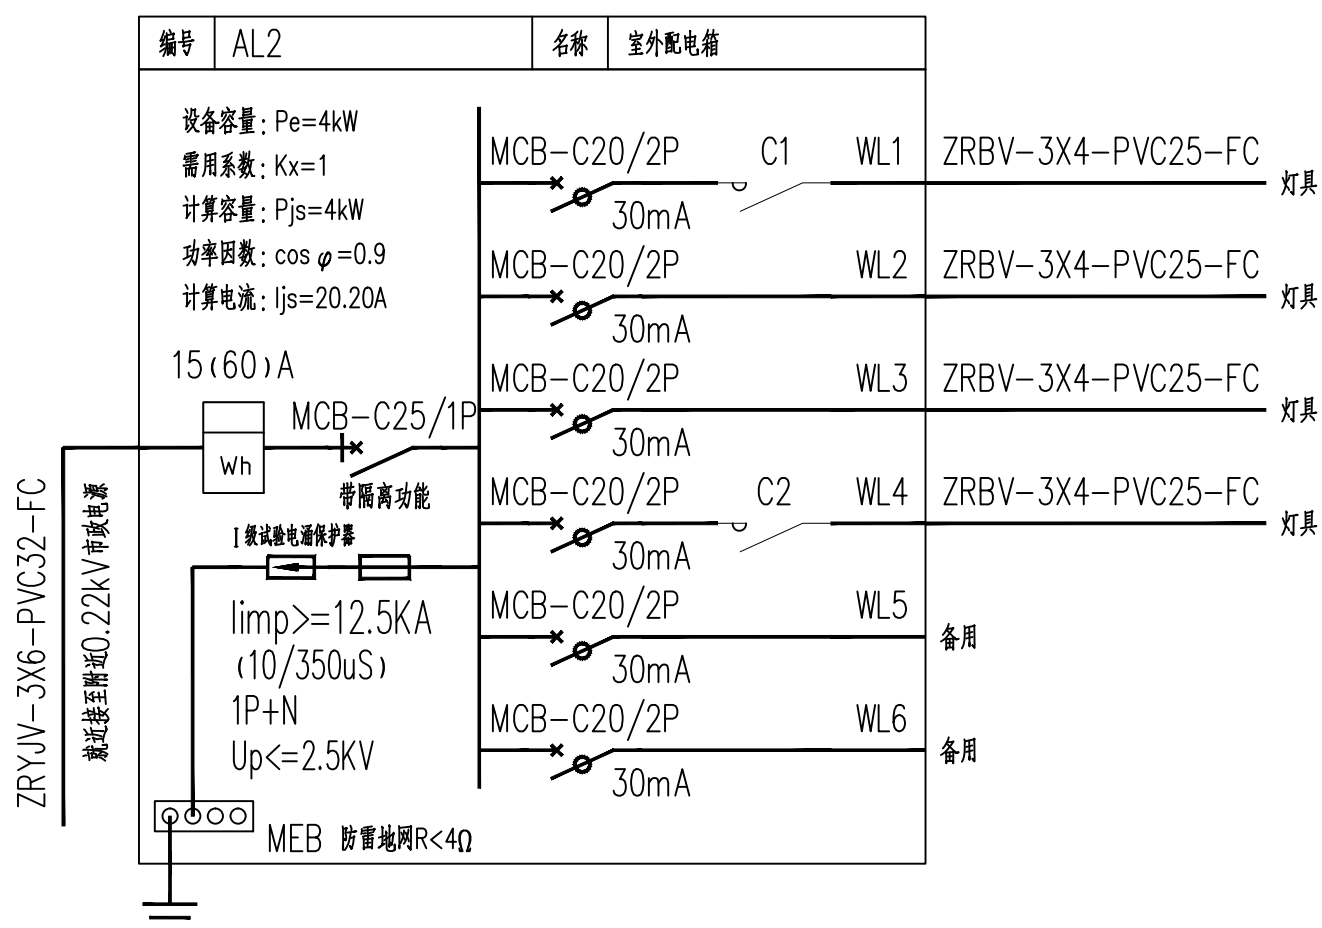 编号 AL2 名称 室外配电箱
设备容量: Pe=4kW
需用系数: Kx=1
计算容量: Pjs=4kW
功率因数: cosφ=0.9
计算电流: Ijs=20.20A
15(60)A
Wh
MCB-C25/1P
带隔离功能
I级试验电涌保护器
Iimp>=12.5KA
(10/350uS)
1P+N
Up<=2.5KV
MEB 防雷地网R<4Ω
ZRYJV-3X6-PVC32-FC
就近接至附近0.22kV市政电源
MCB-C20/2P C1 WL1 ZRBV-3X4-PVC25-FC
30mA
灯具
MCB-C20/2P WL2 ZRBV-3X4-PVC25-FC
30mA
灯具
MCB-C20/2P WL3 ZRBV-3X4-PVC25-FC
30mA
灯具
MCB-C20/2P C2 WL4 ZRBV-3X4-PVC25-FC
30mA
灯具
MCB-C20/2P WL5
30mA
备用
MCB-C20/2P WL6
30mA
备用